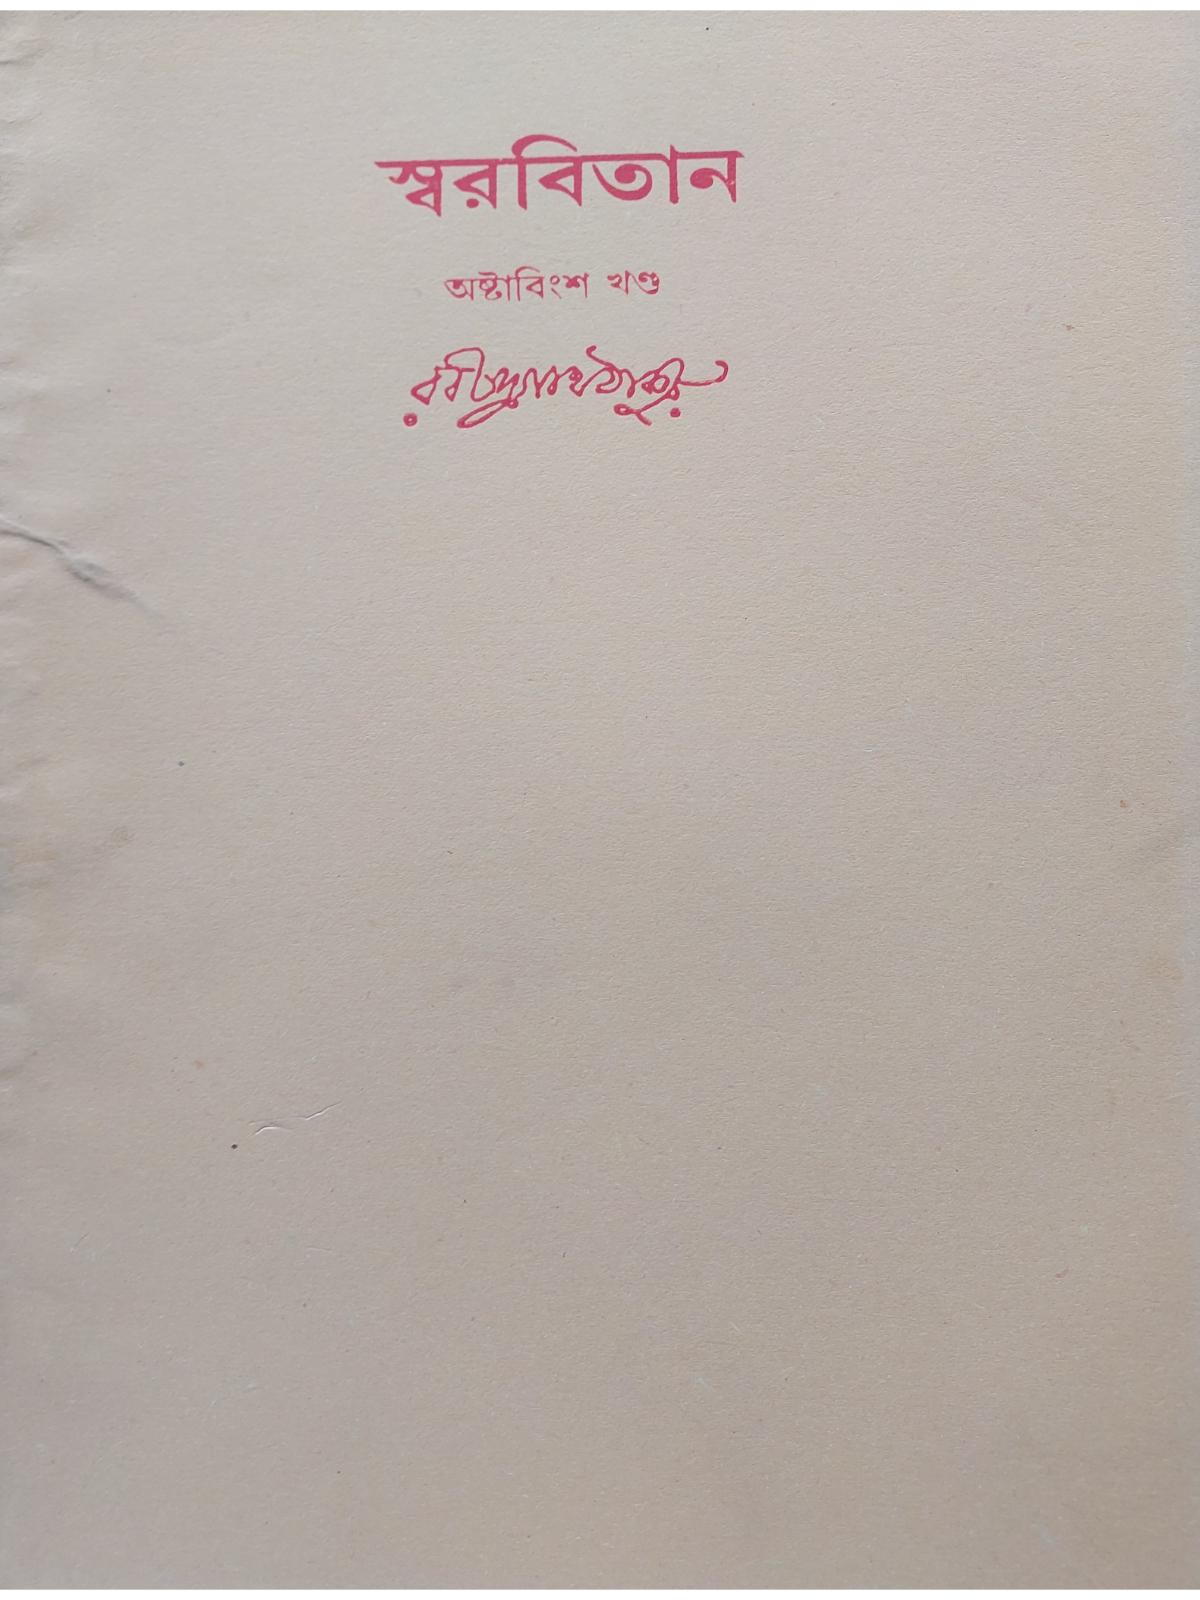 স্বরবিতান
অষ্টাবিংশ খণ্ড
রবীন্দ্রনাথ ঠাকুর